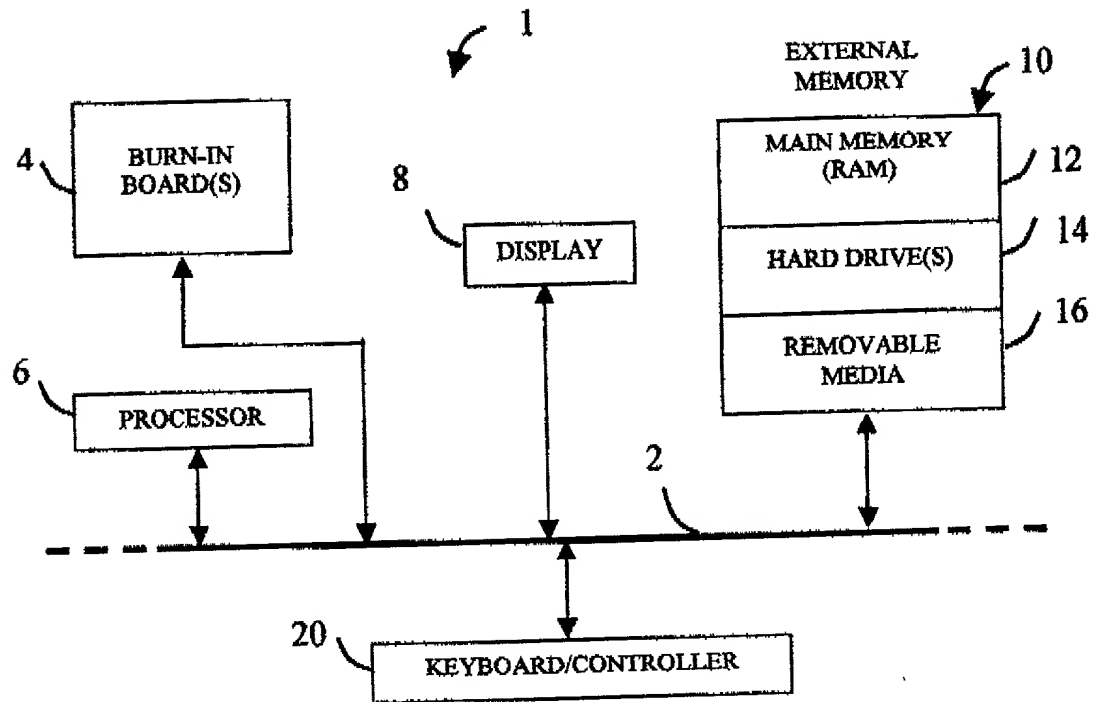 1
EXTERNAL
MEMORY
10
4
BURN-IN
BOARD(S)
8
DISPLAY
MAIN MEMORY
(RAM)
12
HARD DRIVE(S)
14
REMOVABLE
MEDIA
16
6
PROCESSOR
2
20
KEYBOARD/CONTROLLER